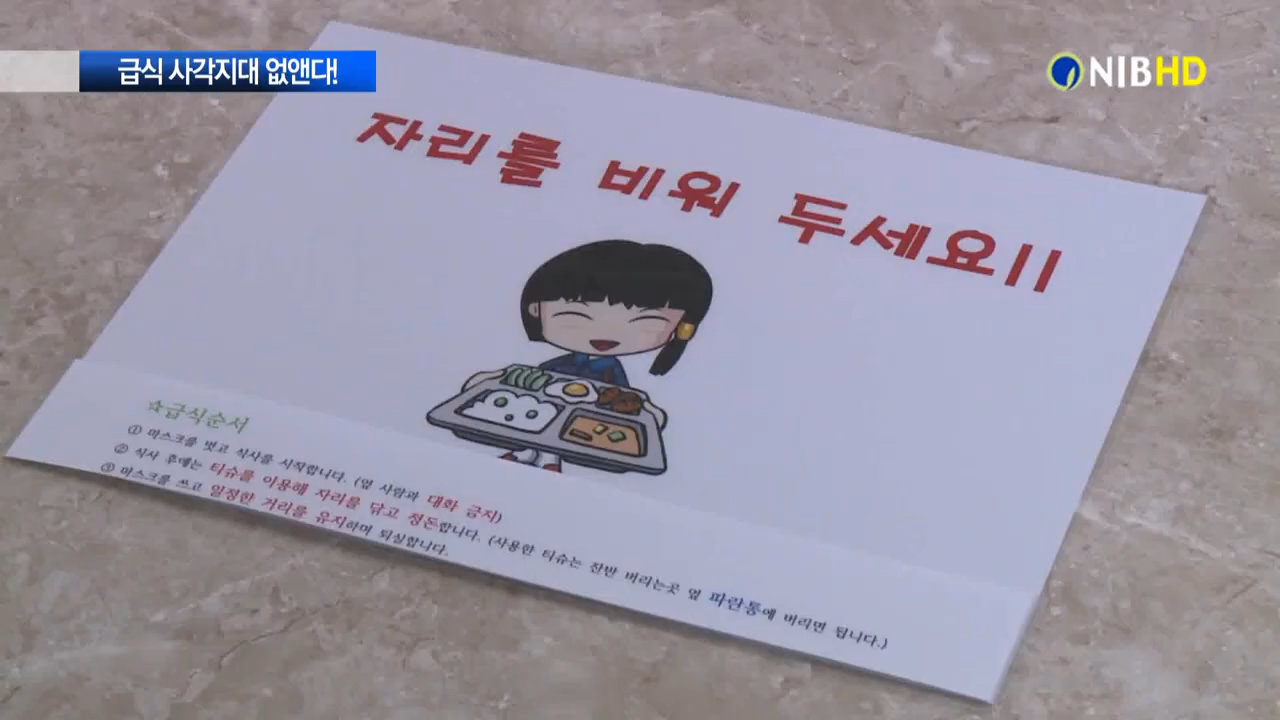 급식 사각지대 없앤다!
NIBHD
자리를 비워 두세요!!
☆급식순서
① 마스크를 벗고 식사를 시작합니다. (옆 사람과 대화 금지)
② 식사 후에는 티슈를 이용해 자리를 닦고 정돈합니다. (사용한 티슈는 잔반 버리는곳 옆 파란통에 버리면 됩니다.)
③ 마스크를 쓰고 일정한 거리를 유지하며 퇴실합니다.